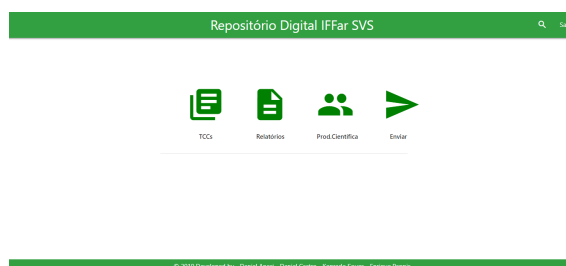 Repositório Digital IFFar SVS
TCCs
Relatórios
Prod.Científica
Enviar